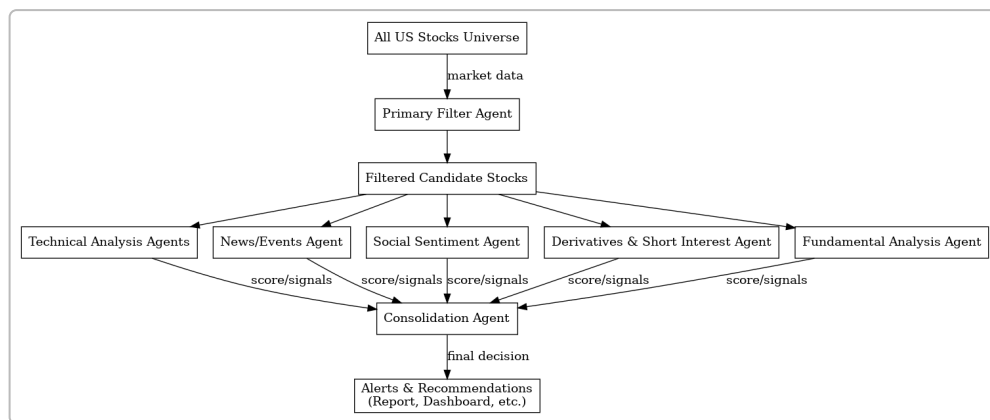 All US Stocks Universe
market data
Primary Filter Agent
Filtered Candidate Stocks
Technical Analysis Agents
News/Events Agent
Social Sentiment Agent
Derivatives & Short Interest Agent
Fundamental Analysis Agent
score/signals
score/signals
score/signals
score/signals
score/signals
Consolidation Agent
final decision
Alerts & Recommendations
(Report, Dashboard, etc.)